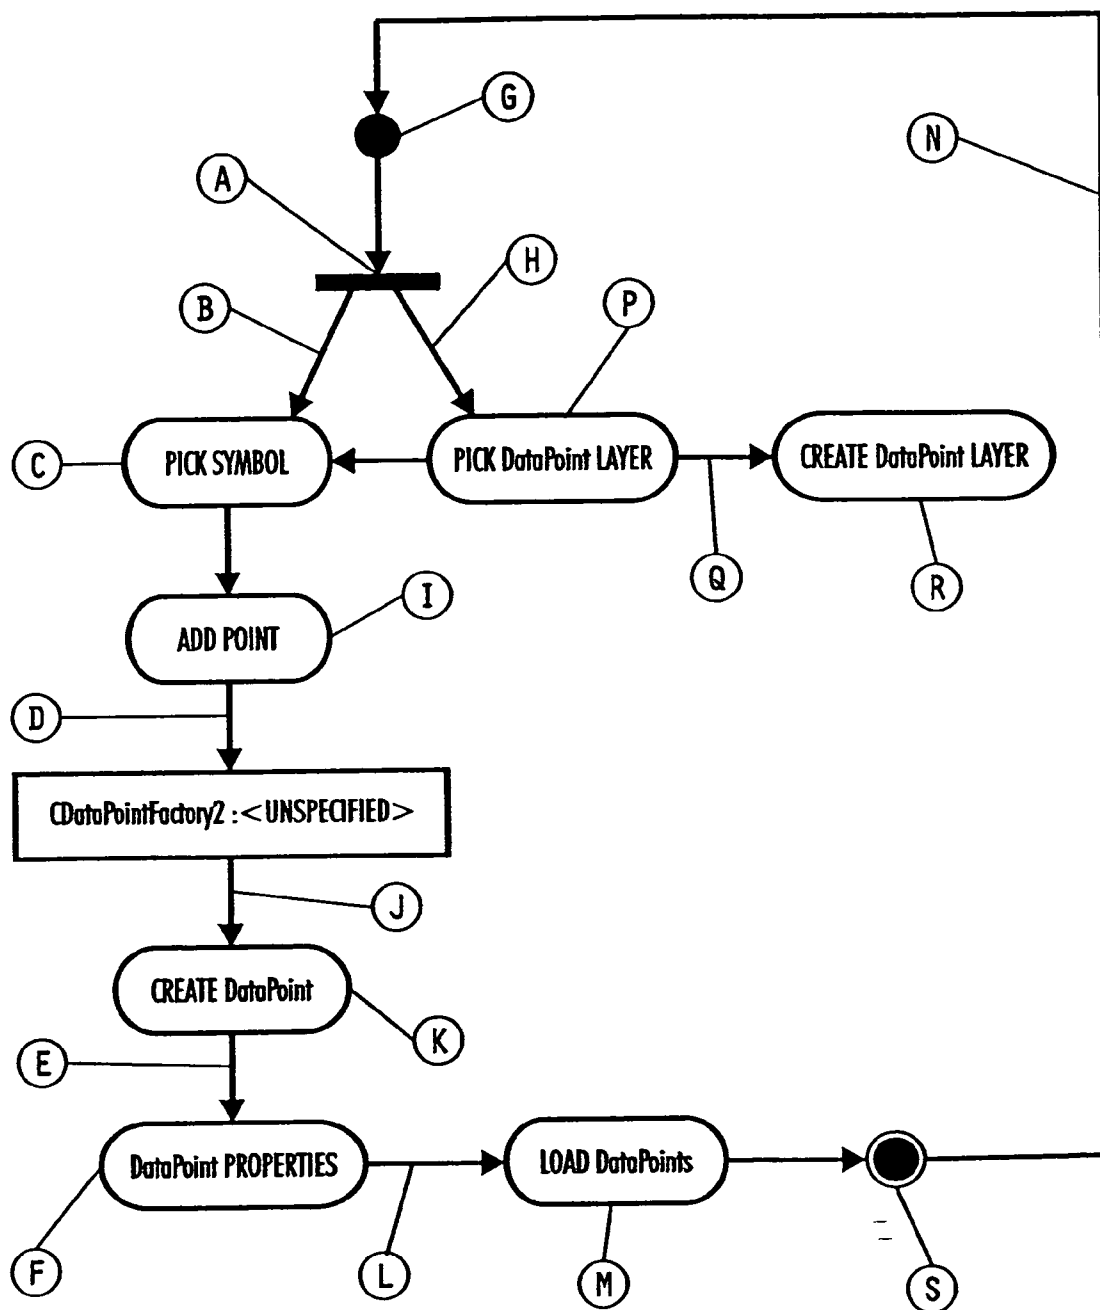 G
N
A
H
B
P
C
PICK SYMBOL
PICK DataPoint LAYER
CREATE DataPoint LAYER
Q
R
I
ADD POINT
D
CDataPointFactory2 :<UNSPECIFIED>
J
CREATE DataPoint
K
E
DataPoint PROPERTIES
LOAD DataPoints
F
L
M
S